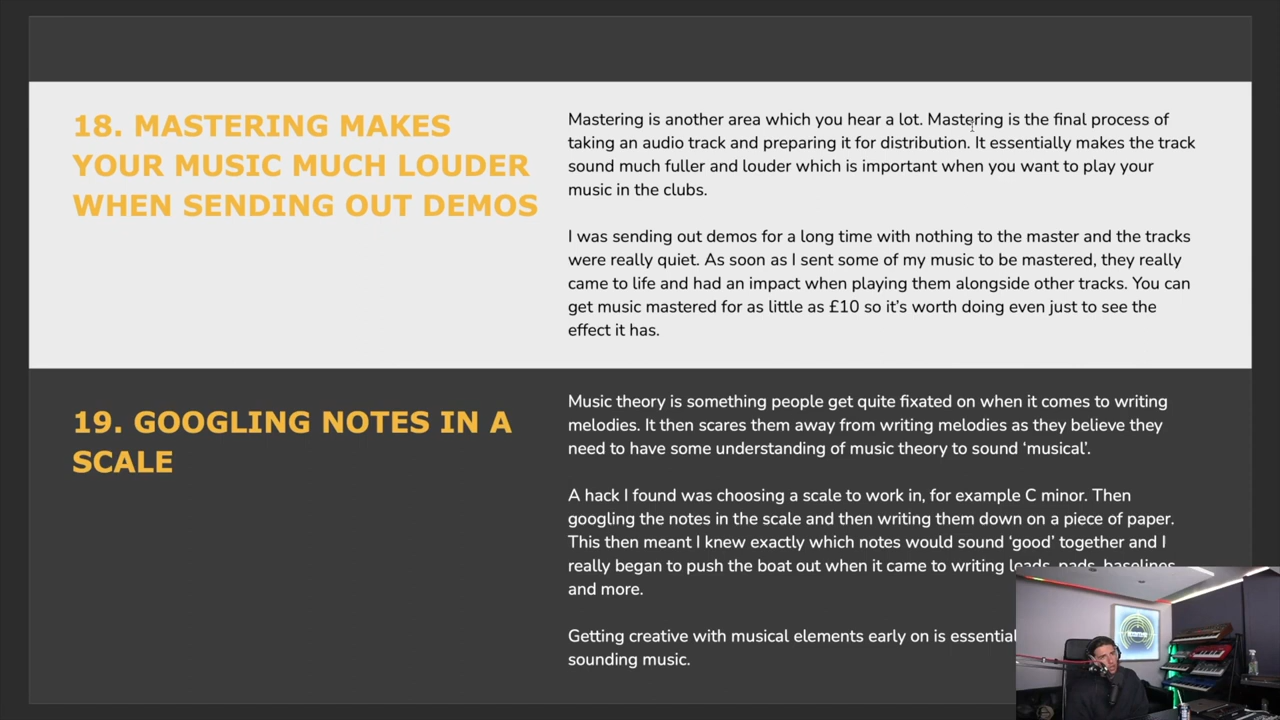 18. MASTERING MAKES
YOUR MUSIC MUCH LOUDER
WHEN SENDING OUT DEMOS
Mastering is another area which you hear a lot. Mastering is the final process of
taking an audio track and preparing it for distribution. It essentially makes the track
sound much fuller and louder which is important when you want to play your
music in the clubs.
I was sending out demos for a long time with nothing to the master and the tracks
were really quiet. As soon as I sent some of my music to be mastered, they really
came to life and had an impact when playing them alongside other tracks. You can
get music mastered for as little as £10 so it’s worth doing even just to see the
effect it has.
19. GOOGLING NOTES IN A
SCALE
Music theory is something people get quite fixated on when it comes to writing
melodies. It then scares them away from writing melodies as they believe they
need to have some understanding of music theory to sound ‘musical’.
A hack I found was choosing a scale to work in, for example C minor. Then
googling the notes in the scale and then writing them down on a piece of paper.
This then meant I knew exactly which notes would sound ‘good’ together and I
really began to push the boat out when it came to writing leads, pads, baselines
and more.
Getting creative with musical elements early on is essential
sounding music.